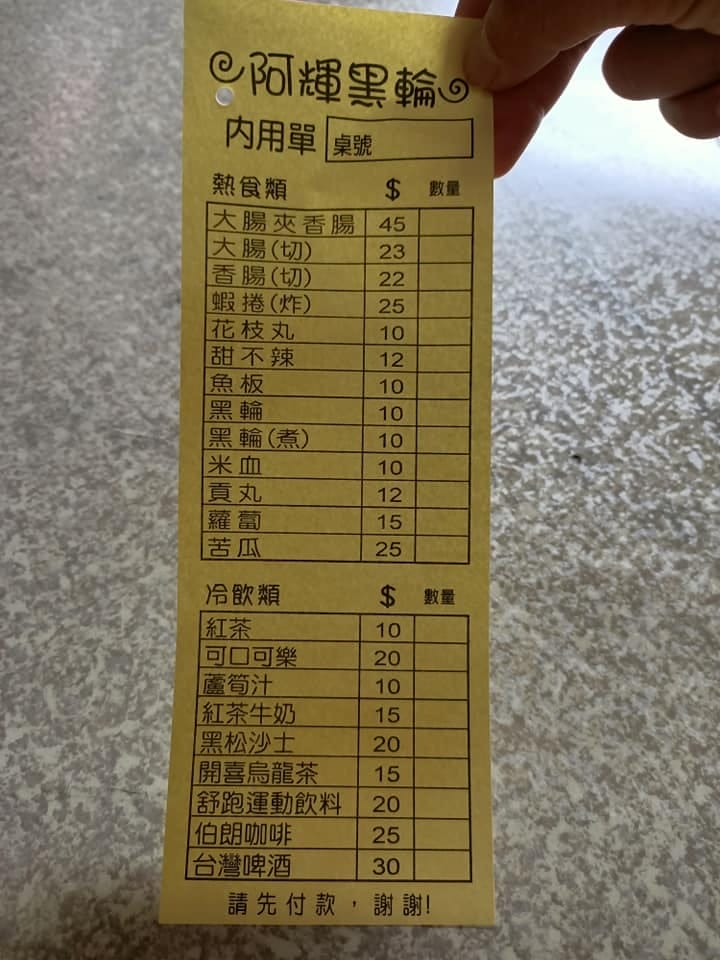 阿輝黑輪
內用單 桌號
熱食類 $ 數量
大腸夾香腸 45
大腸(切) 23
香腸(切) 22
蝦捲(炸) 25
花枝丸 10
甜不辣 12
魚板 10
黑輪 10
黑輪(煮) 10
米血 10
貢丸 12
蘿蔔 15
苦瓜 25
冷飲類 $ 數量
紅茶 10
可口可樂 20
蘆筍汁 10
紅茶牛奶 15
黑松沙士 20
開喜烏龍茶 15
舒跑運動飲料 20
伯朗咖啡 25
台灣啤酒 30
請先付款，謝謝!